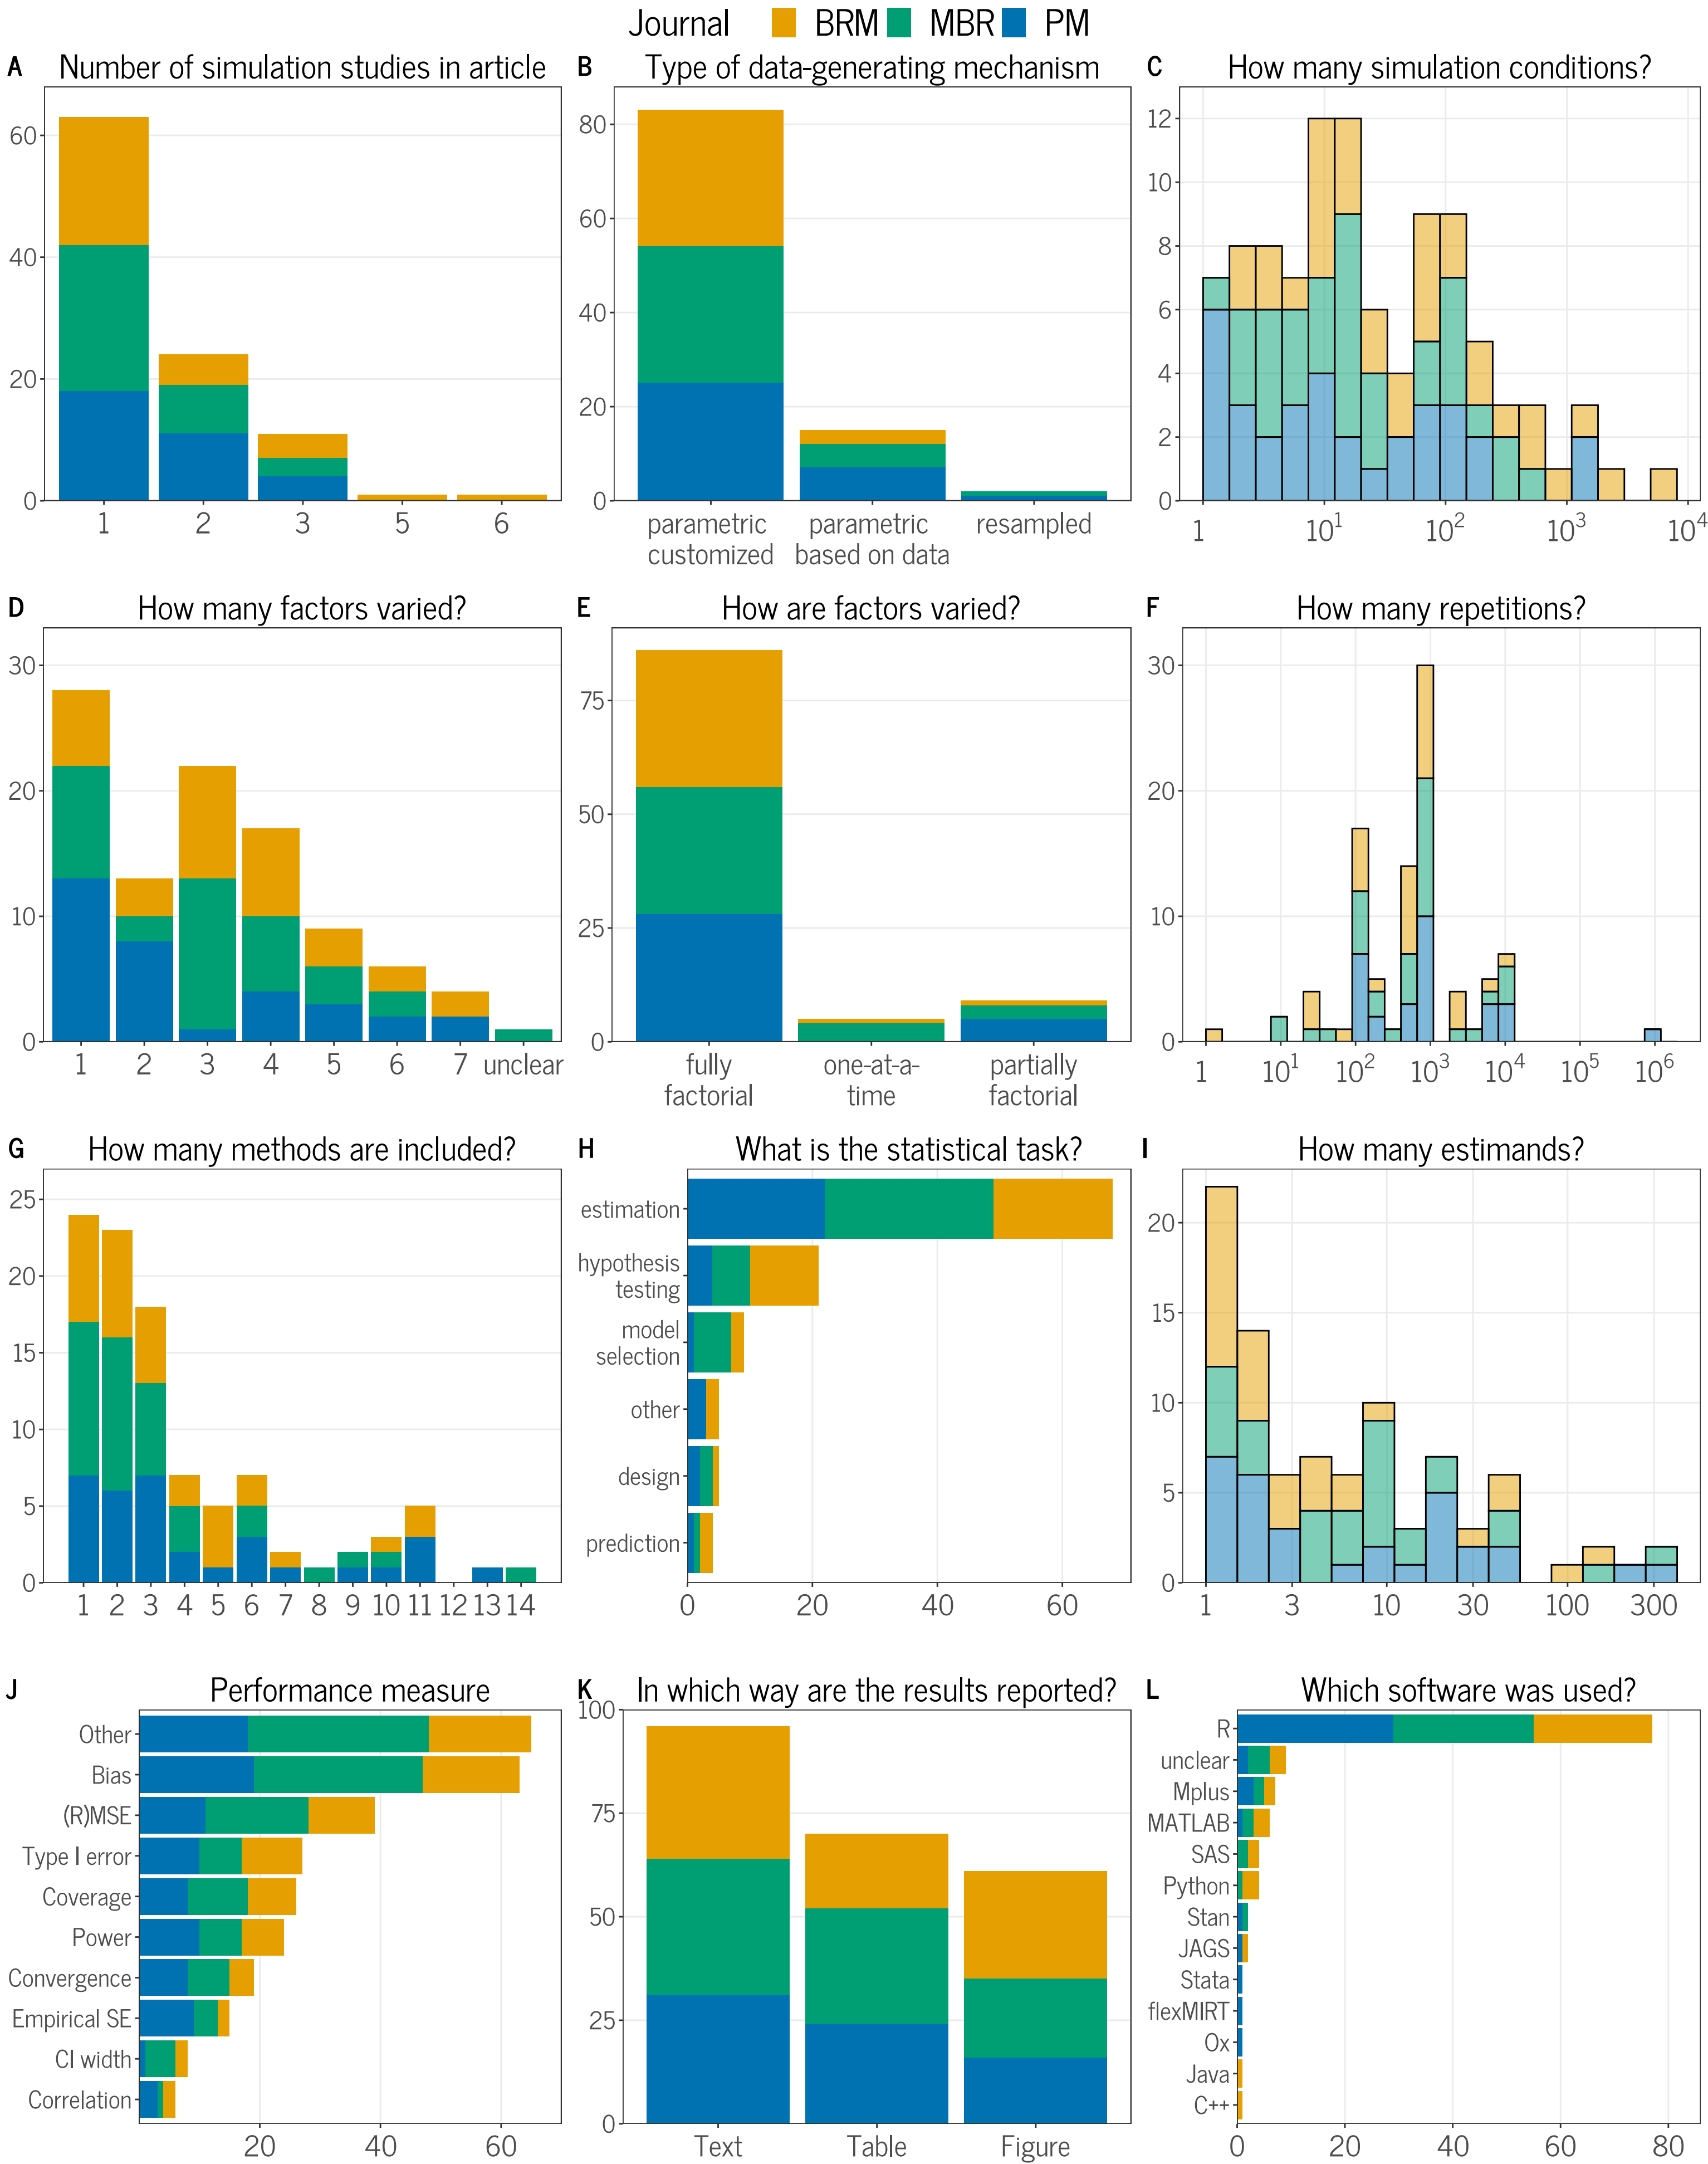 Journal BRM MBR PM
A Number of simulation studies in article
60
40
20
0
1 2 3 5 6
B Type of data-generating mechanism
80
60
40
20
0
parametric customized
parametric based on data
resampled
C How many simulation conditions?
12
10
8
6
4
2
0
1 10¹ 10² 10³ 10⁴
D How many factors varied?
30
20
10
0
1 2 3 4 5 6 7 unclear
E How are factors varied?
75
50
25
0
fully factorial
one-at-a-time
partially factorial
F How many repetitions?
30
20
10
0
1 10¹ 10² 10³ 10⁴ 10⁵ 10⁶
G How many methods are included?
25
20
15
10
5
0
1 2 3 4 5 6 7 8 9 10 11 12 13 14
H What is the statistical task?
estimation
hypothesis
testing
model
selection
other
design
prediction
0 20 40 60
I How many estimands?
20
15
10
5
0
1 3 10 30 100 300
J Performance measure
Other
Bias
(R)MSE
Type I error
Coverage
Power
Convergence
Empirical SE
CI width
Correlation
20 40 60
K In which way are the results reported?
100
75
50
25
0
Text Table Figure
L Which software was used?
R
unclear
Mplus
MATLAB
SAS
Python
Stan
JAGS
Stata
flexMIRT
Ox
Java
C++
0 20 40 60 80